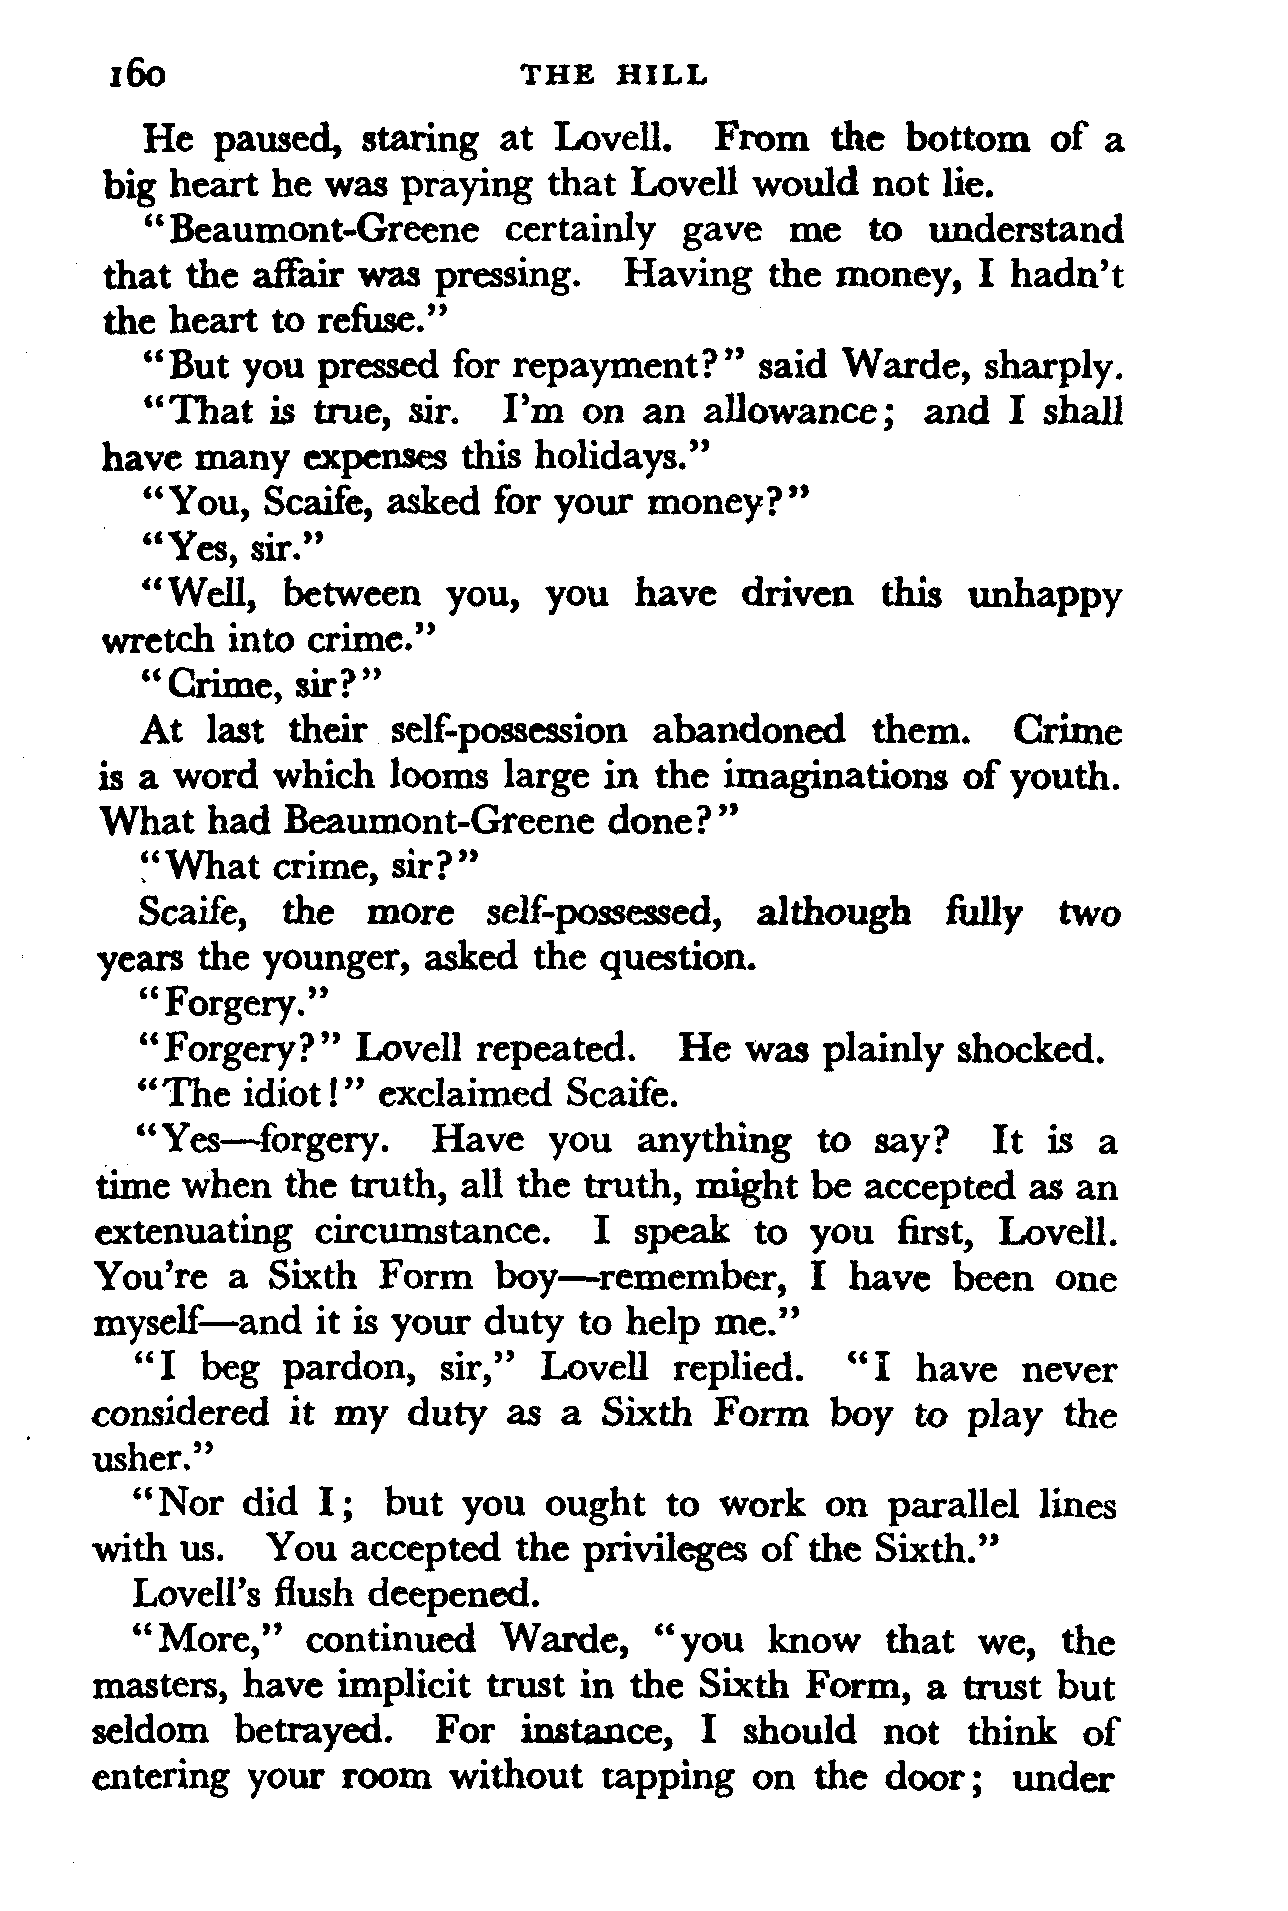 160 THE HILL
He paused, staring at Lovell. From the bottom of a
big heart he was praying that Lovell would not lie.
“Beaumont-Greene certainly gave me to understand
that the affair was pressing. Having the money, I hadn’t
the heart to refuse.”
“But you pressed for repayment?” said Warde, sharply.
“That is true, sir. I’m on an allowance; and I shall
have many expenses this holidays.”
“You, Scaife, asked for your money?”
“Yes, sir.”
“Well, between you, you have driven this unhappy
wretch into crime.”
“Crime, sir?”
At last their self-possession abandoned them. Crime
is a word which looms large in the imaginations of youth.
What had Beaumont-Greene done?”
“What crime, sir?”
Scaife, the more self-possessed, although fully two
years the younger, asked the question.
“Forgery.”
“Forgery?” Lovell repeated. He was plainly shocked.
“The idiot!” exclaimed Scaife.
“Yes—forgery. Have you anything to say? It is a
time when the truth, all the truth, might be accepted as an
extenuating circumstance. I speak to you first, Lovell.
You’re a Sixth Form boy—remember, I have been one
myself—and it is your duty to help me.”
“I beg pardon, sir,” Lovell replied. “I have never
considered it my duty as a Sixth Form boy to play the
usher.”
“Nor did I; but you ought to work on parallel lines
with us. You accepted the privileges of the Sixth.”
Lovell’s flush deepened.
“More,” continued Warde, “you know that we, the
masters, have implicit trust in the Sixth Form, a trust but
seldom betrayed. For instance, I should not think of
entering your room without tapping on the door; under